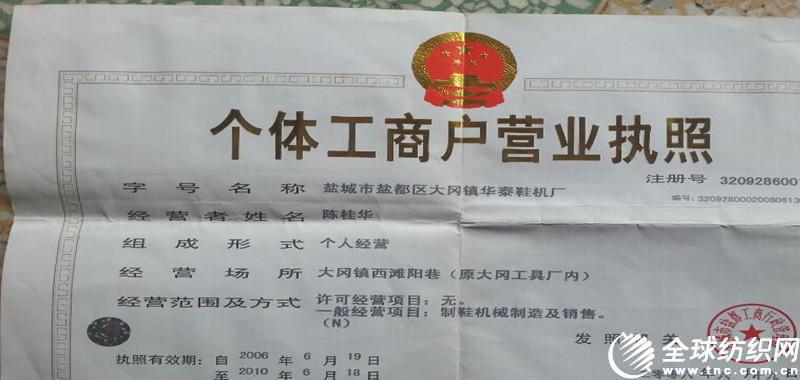 个体工商户营业执照
注册号 3209286001
编号: 32092800020080613
字号名称 盐城市盐都区大冈镇华泰鞋机厂
经营者姓名 陈桂华
组成形式 个人经营
经营场所 大冈镇西滩阳巷（原大冈工具厂内）
经营范围及方式 许可经营项目：无。
一般经营项目：制鞋机械制造及销售。
(N)
发照机关
执照有效期: 自 2006 年 6 月 19 日
至 2010 年 6 月 18 日
全球纺织网
www.tnc.com.cn